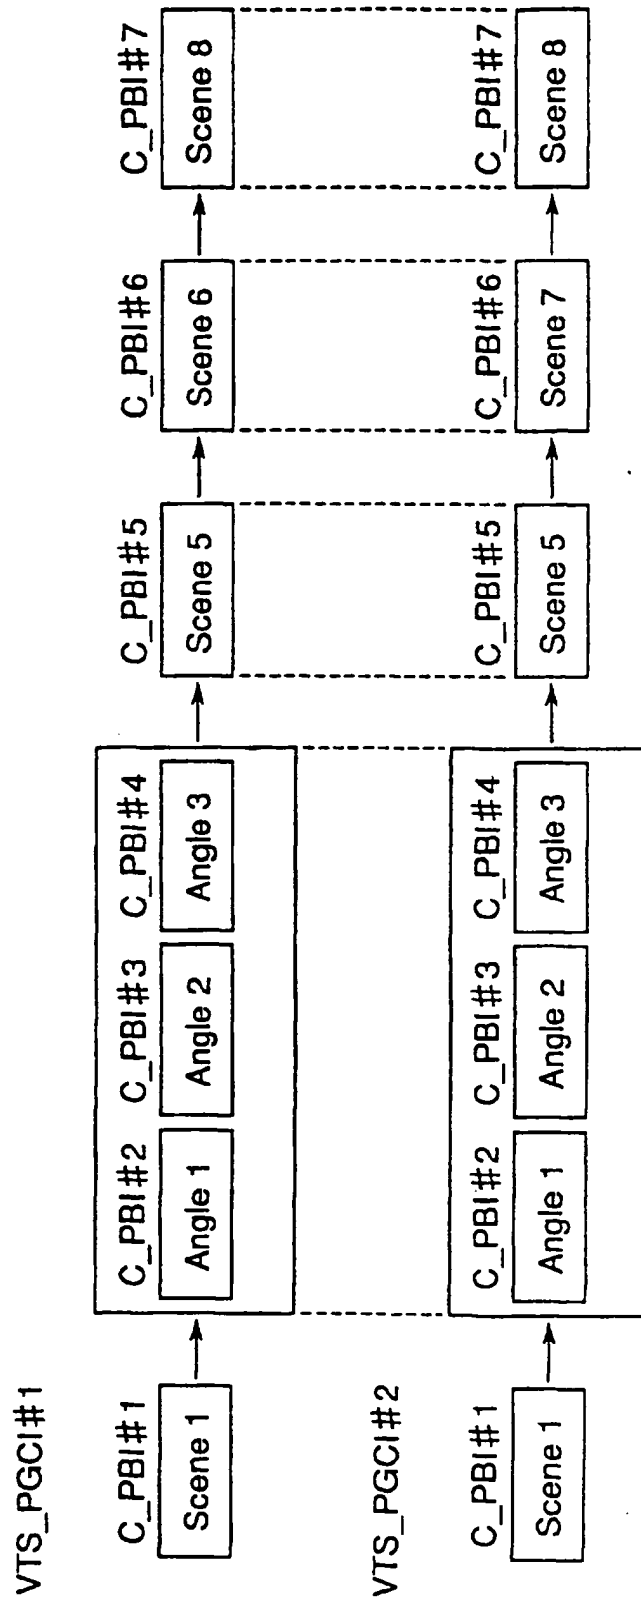 VTS_PGCI#1
C_PBI#1
Scene 1
C_PBI#2
Angle 1
C_PBI#3
Angle 2
C_PBI#4
Angle 3
C_PBI#5
Scene 5
C_PBI#6
Scene 6
C_PBI#7
Scene 8
VTS_PGCI#2
C_PBI#1
Scene 1
C_PBI#2
Angle 1
C_PBI#3
Angle 2
C_PBI#4
Angle 3
C_PBI#5
Scene 5
C_PBI#6
Scene 7
C_PBI#7
Scene 8